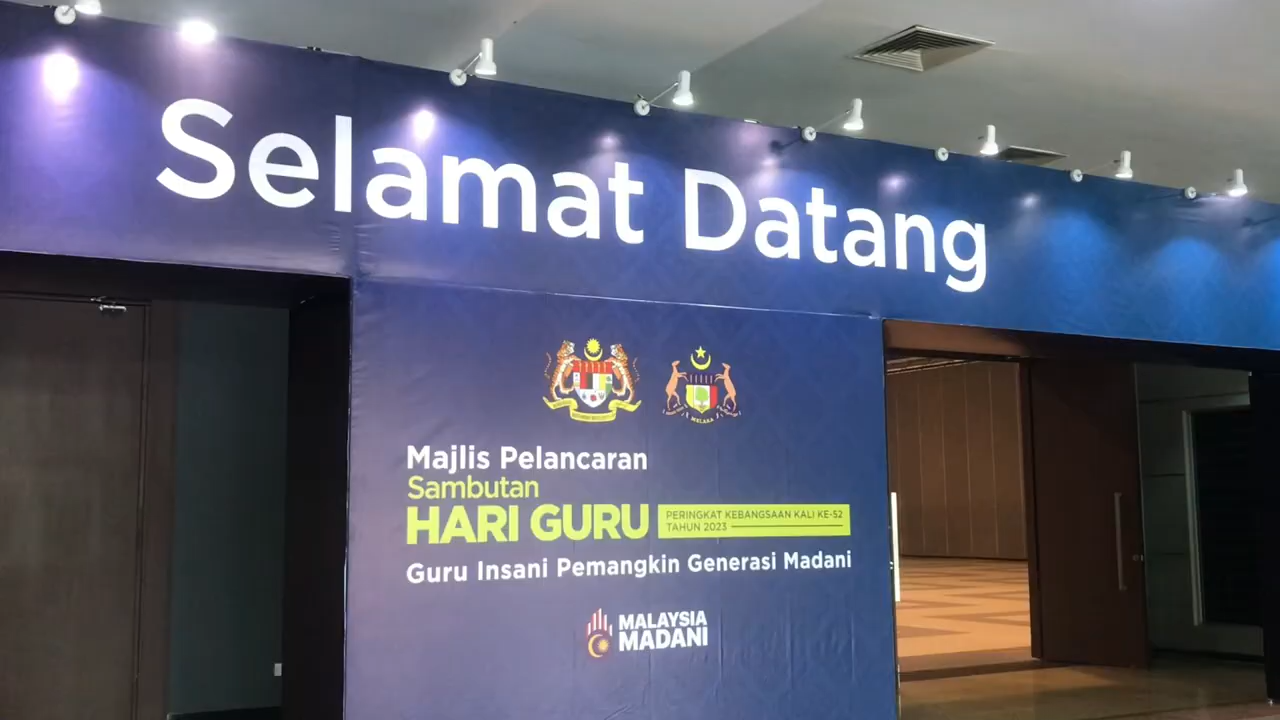 Selamat Datang
MELAKA
Majlis Pelancaran
Sambutan
HARI GURU
PERINGKAT KEBANGSAAN KALI KE-52
TAHUN 2023
Guru Insani Pemangkin Generasi Madani
MALAYSIA
MADANI